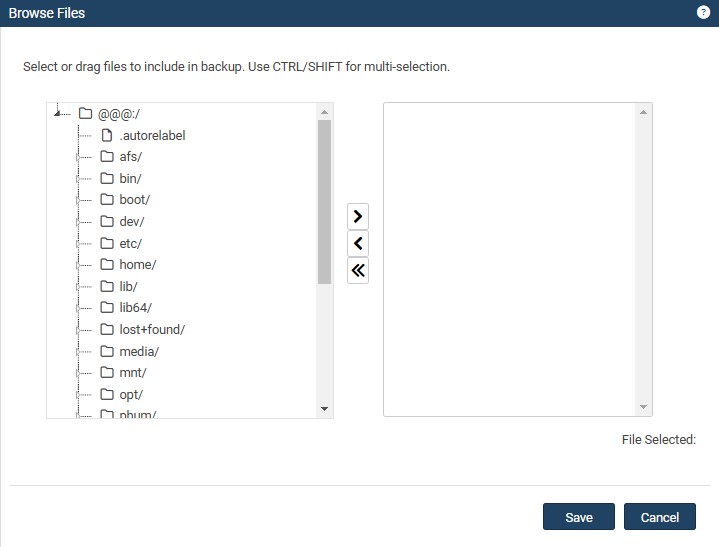 Browse Files
?
Select or drag files to include in backup. Use CTRL/SHIFT for multi-selection.
@@@:/
.autorelabel
afs/
bin/
boot/
dev/
etc/
home/
lib/
lib64/
lost+found/
media/
mnt/
opt/
File Selected:
Save
Cancel